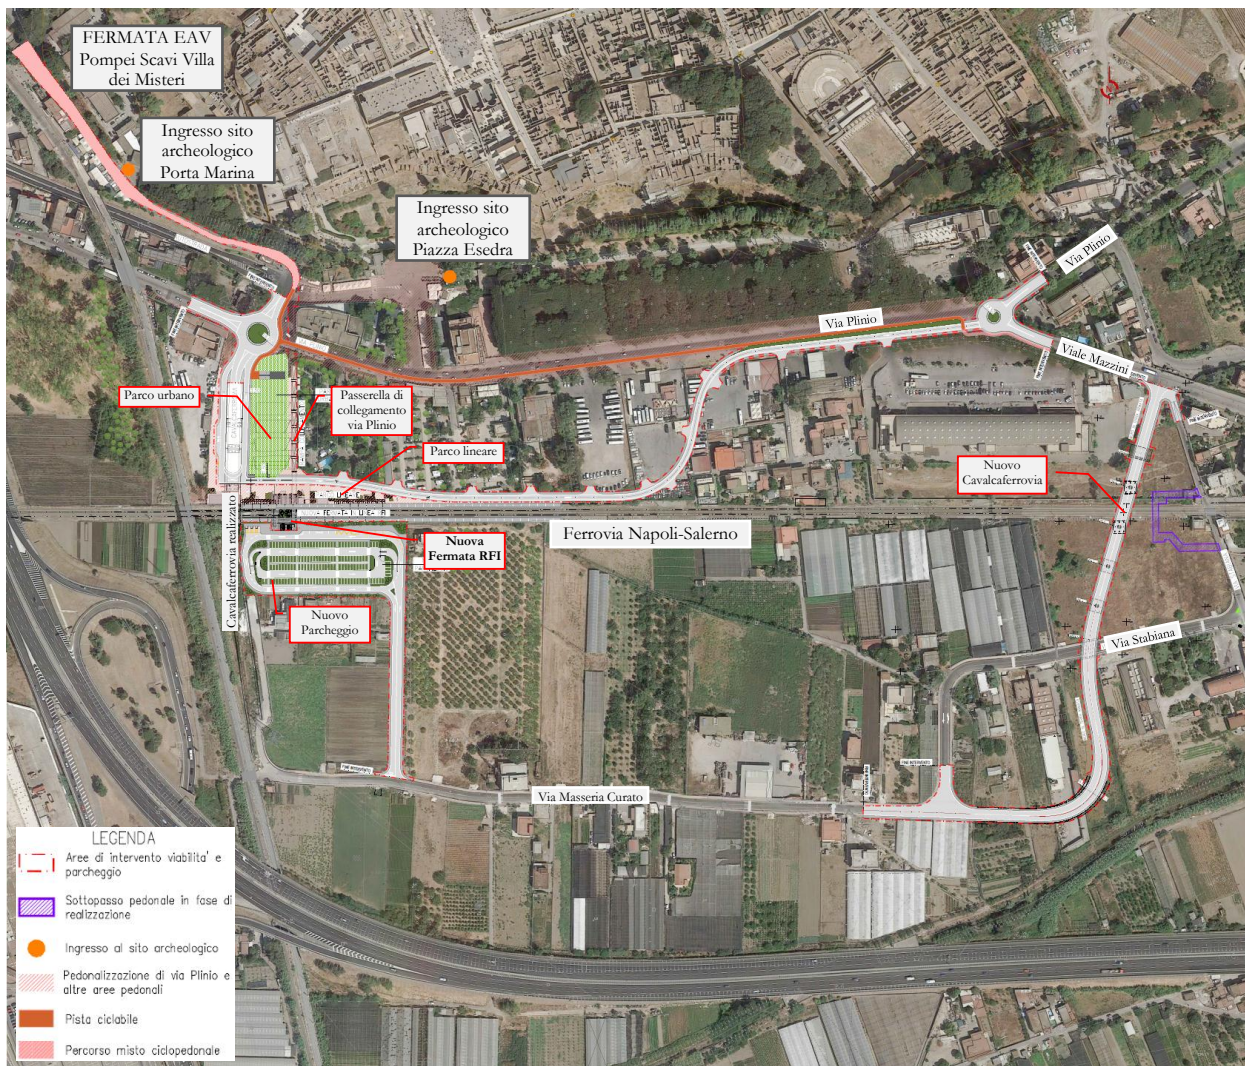 FERMATA EAV
Pompei Scavi Villa
dei Misteri
Ingresso sito
archeologico
Porta Marina
Ingresso sito
archeologico
Piazza Esedra
Via Plinio
Via Plinio
Viale Mazzini
Parco urbano
Passerella di
collegamento
via Plinio
Parco lineare
Nuovo
Cavalcaferrovia
Cavalcaferrovia realizzato
Nuova
Fermata RFI
Ferrovia Napoli-Salerno
Nuovo
Parcheggio
Via Stabiana
FINE INTERVENTO
Via Masseria Curato
LEGENDA
Aree di intervento viabilita' e
parcheggio
Sottopasso pedonale in fase di
realizzazione
Ingresso al sito archeologico
Pedonalizzazione di via Plinio e
altre aree pedonali
Pista ciclabile
Percorso misto ciclopedonale